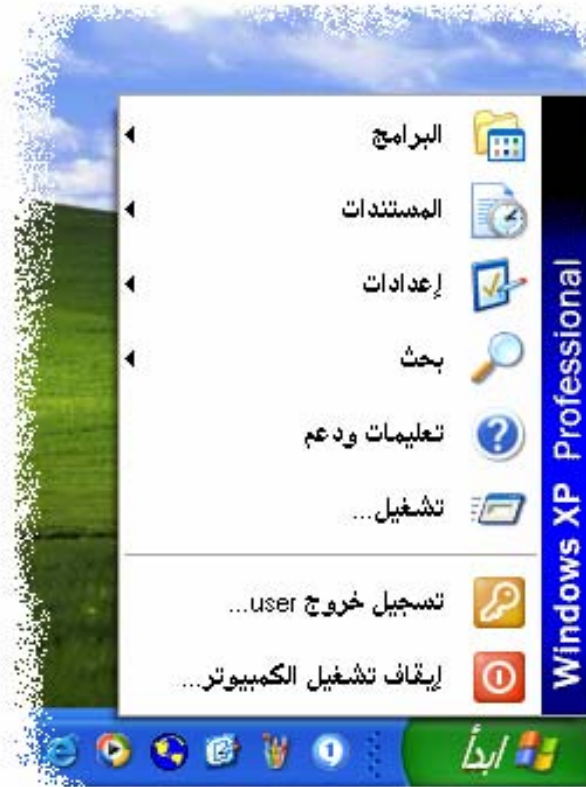 البرامج
المستندات
إعدادات
بحث
تعليمات ودعم
تشغيل...
تسجيل خروج user...
إيقاف تشغيل الكمبيوتر...
Windows XP Professional
ابدأ